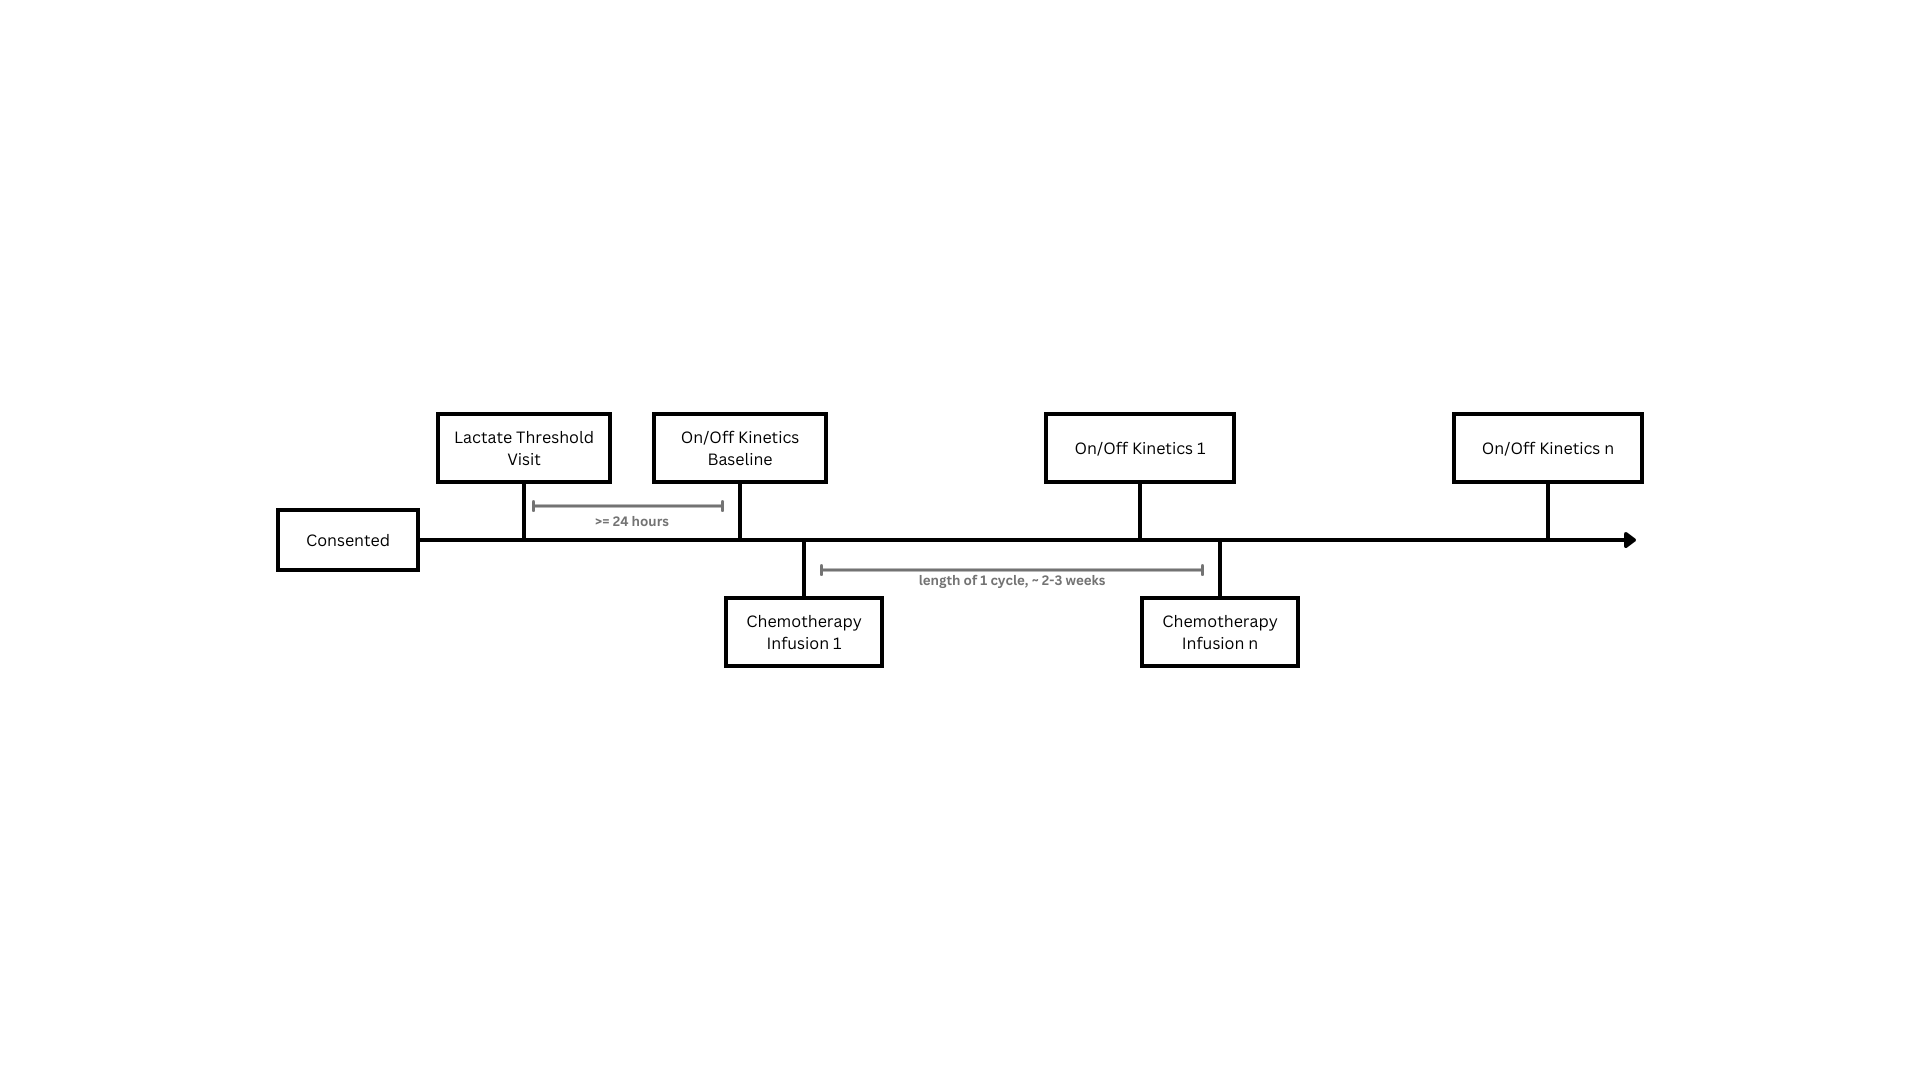 Lactate Threshold
Visit
On/Off Kinetics
Baseline
On/Off Kinetics 1
On/Off Kinetics n
>= 24 hours
Consented
length of 1 cycle, ~ 2-3 weeks
Chemotherapy
Infusion 1
Chemotherapy
Infusion n